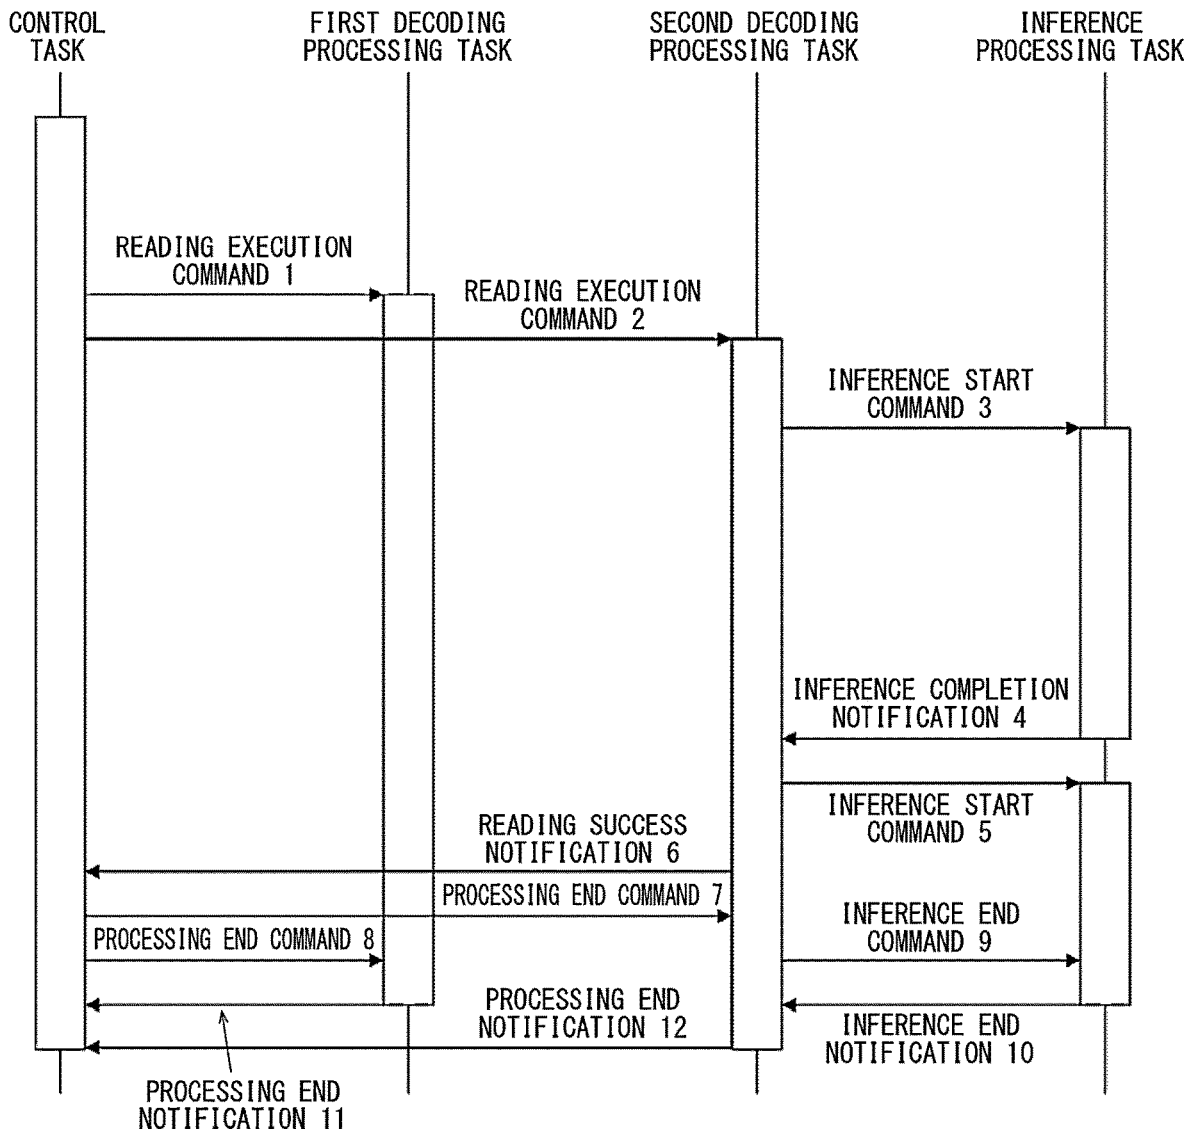 CONTROL
TASK
FIRST DECODING
PROCESSING TASK
SECOND DECODING
PROCESSING TASK
INFERENCE
PROCESSING TASK
READING EXECUTION
COMMAND 1
READING EXECUTION
COMMAND 2
INFERENCE START
COMMAND 3
INFERENCE COMPLETION
NOTIFICATION 4
INFERENCE START
COMMAND 5
READING SUCCESS
NOTIFICATION 6
PROCESSING END COMMAND 7
PROCESSING END COMMAND 8
INFERENCE END
COMMAND 9
INFERENCE END
NOTIFICATION 10
PROCESSING END
NOTIFICATION 12
PROCESSING END
NOTIFICATION 11